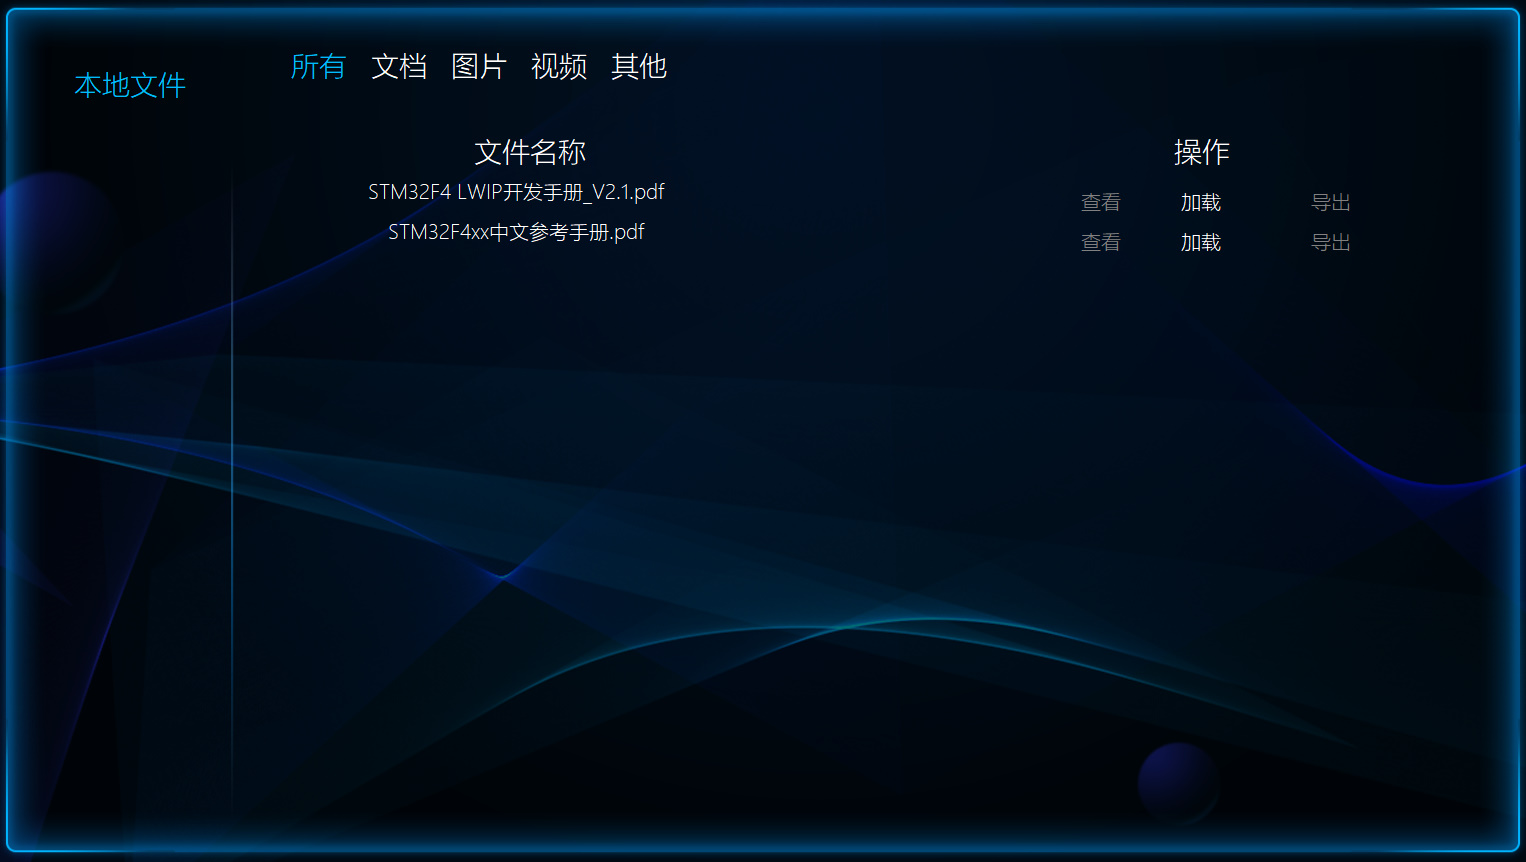 本地文件
所有 文档 图片 视频 其他
文件名称 操作
STM32F4 LWIP开发手册_V2.1.pdf 查看 加载 导出
STM32F4xx中文参考手册.pdf 查看 加载 导出